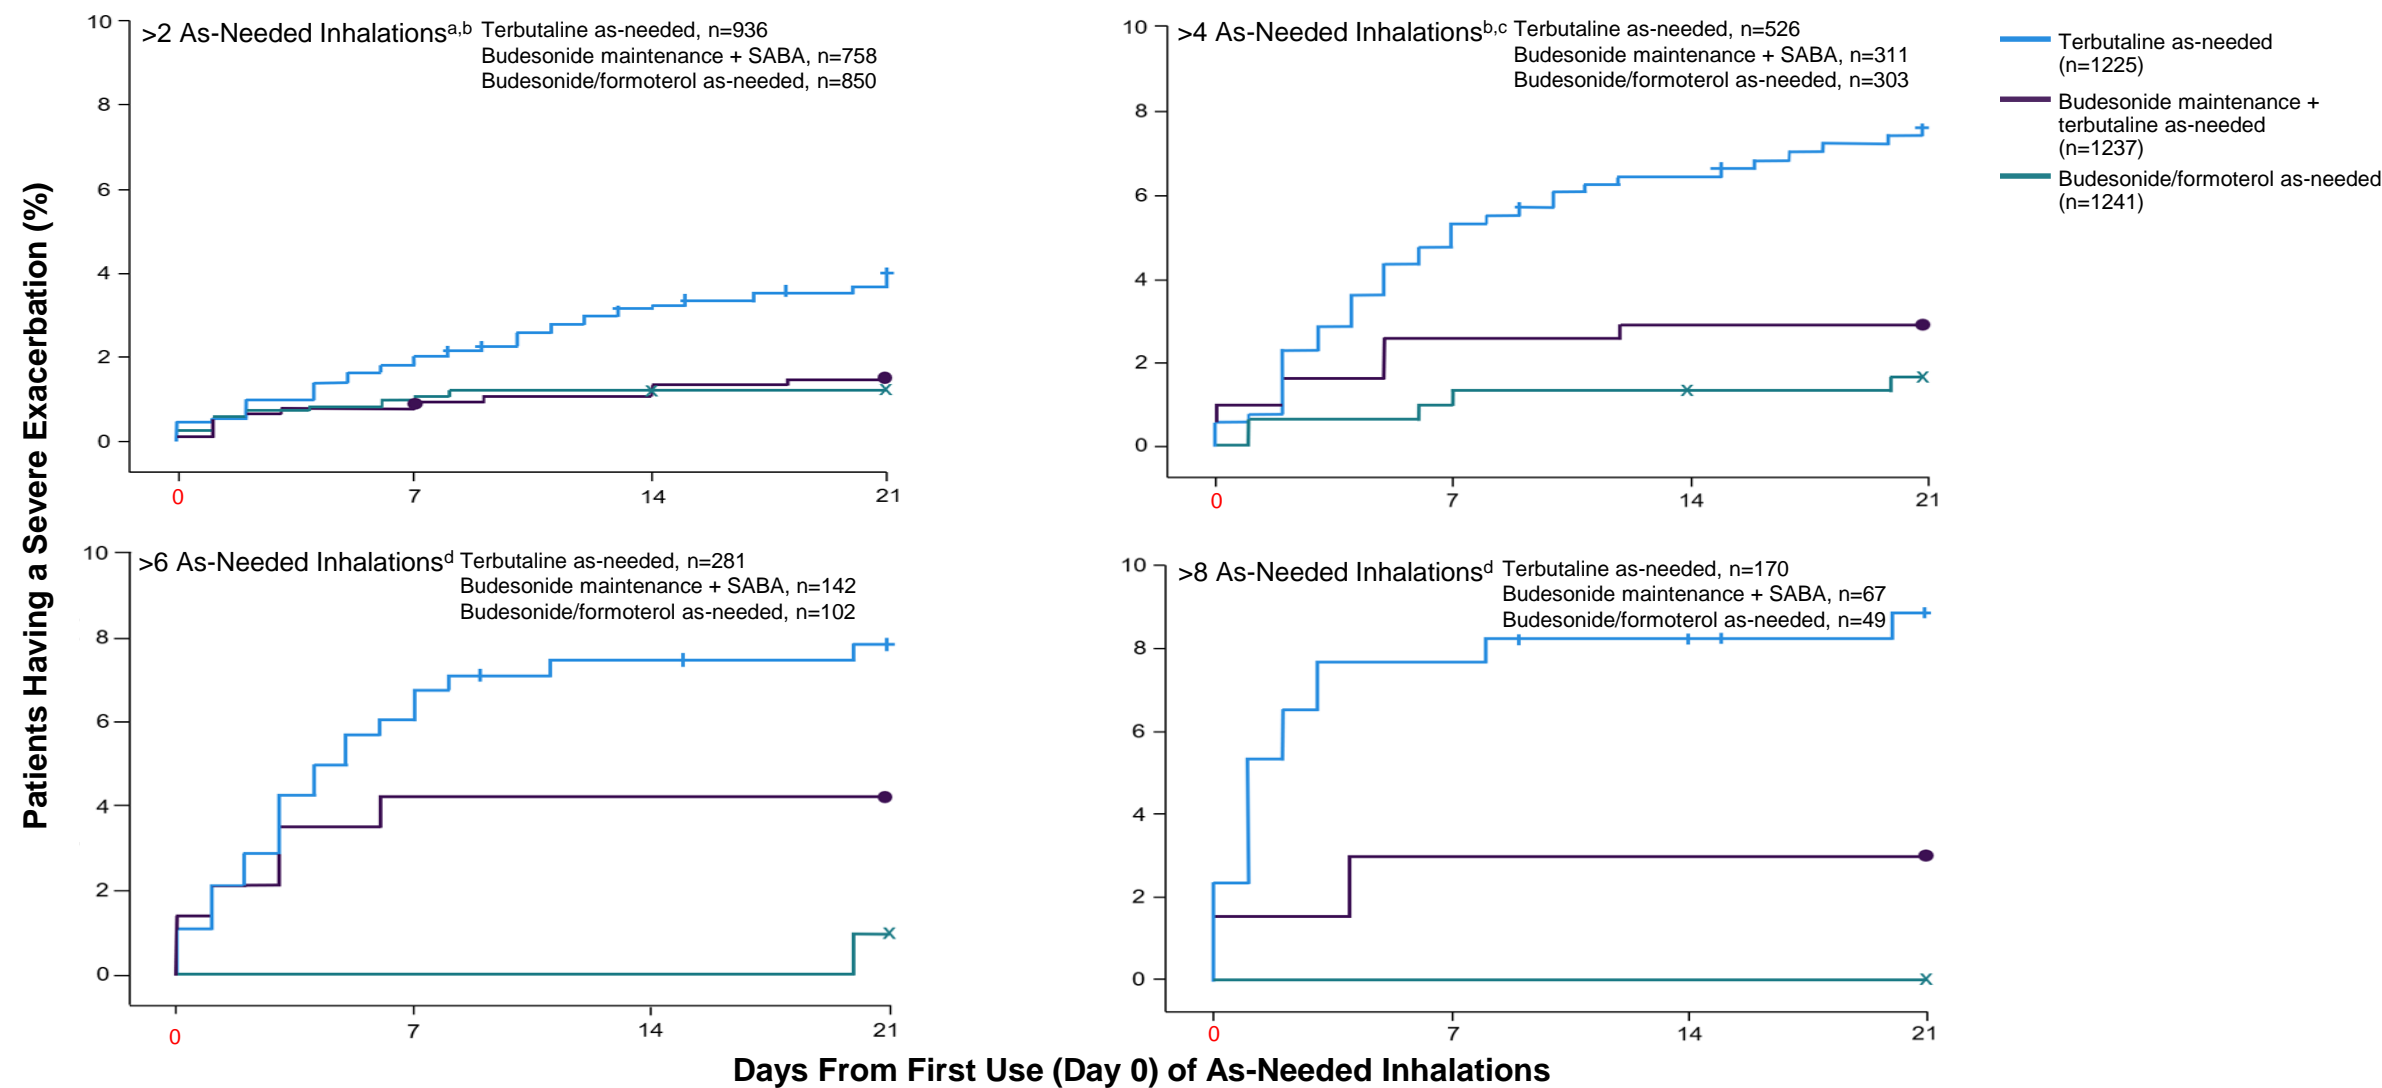 Patients Having a Severe Exacerbation (%)
>2 As-Needed Inhalationsa,b
Terbutaline as-needed, n=936
Budesonide maintenance + SABA, n=758
Budesonide/formoterol as-needed, n=850
10
8
6
4
2
0
0 7 14 21
>4 As-Needed Inhalationsb,c
Terbutaline as-needed, n=526
Budesonide maintenance + SABA, n=311
Budesonide/formoterol as-needed, n=303
10
8
6
4
2
0
0 7 14 21
Terbutaline as-needed
(n=1225)
Budesonide maintenance +
terbutaline as-needed
(n=1237)
Budesonide/formoterol as-needed
(n=1241)
>6 As-Needed Inhalationsd
Terbutaline as-needed, n=281
Budesonide maintenance + SABA, n=142
Budesonide/formoterol as-needed, n=102
10
8
6
4
2
0
0 7 14 21
>8 As-Needed Inhalationsd
Terbutaline as-needed, n=170
Budesonide maintenance + SABA, n=67
Budesonide/formoterol as-needed, n=49
10
8
6
4
2
0
0 7 14 21
Days From First Use (Day 0) of As-Needed Inhalations